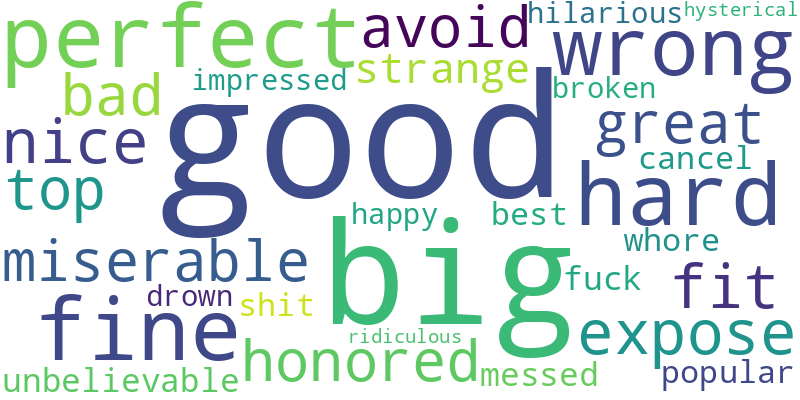 perfect avoid hilarious hysterical
wrong
bad impressed strange broken
good
nice great
cancel
top hard
happy best
whore
miserable big fuck fit
drown shit
fine expose
ridiculous
honored
unbelievable messed popular